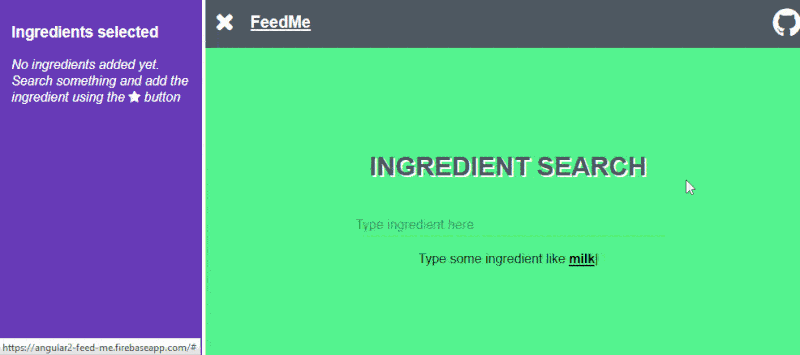 Ingredients selected
No ingredients added yet.
Search something and add the
ingredient using the ★ button
FeedMe
INGREDIENT SEARCH
Type ingredient here
Type some ingredient like milk!
https://angular2-feed-me.firebaseapp.com/#